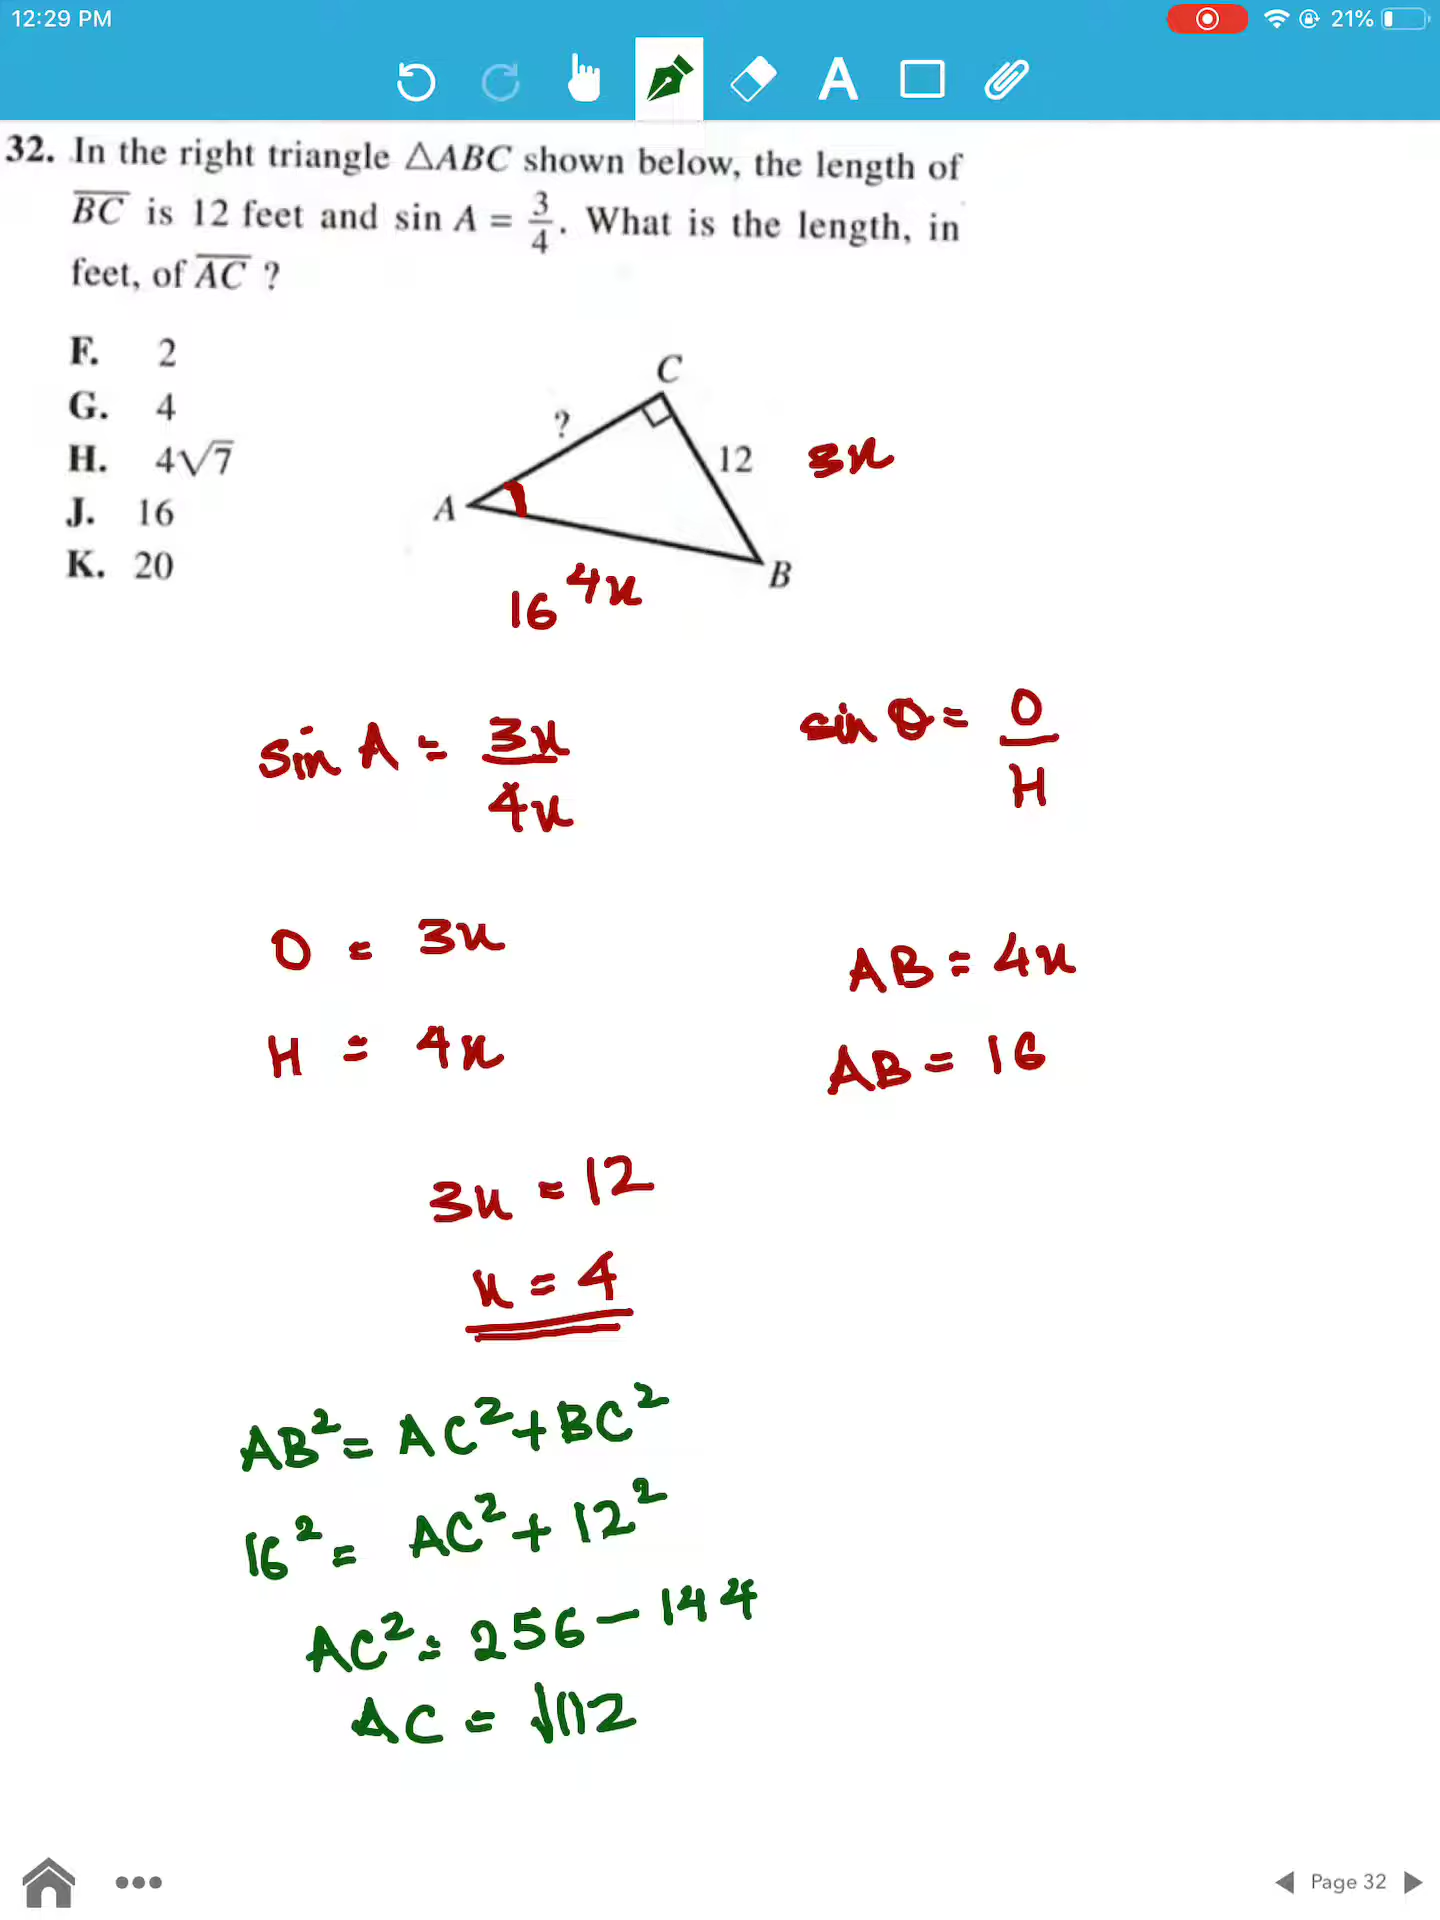 12:29 PM
21%
A
32. In the right triangle △ABC shown below, the length of
BC is 12 feet and sin A = 3/4. What is the length, in
feet, of AC ?
F. 2
G. 4
H. 4√7
J. 16
K. 20
C
?
12 3x
A
B
16 4x
sin A = 3x/4x
sin θ = O/H
O = 3x
AB = 4x
H = 4x
AB = 16
3x = 12
x = 4
AB² = AC² + BC²
16² = AC² + 12²
AC² = 256 - 144
AC = √112
Page 32